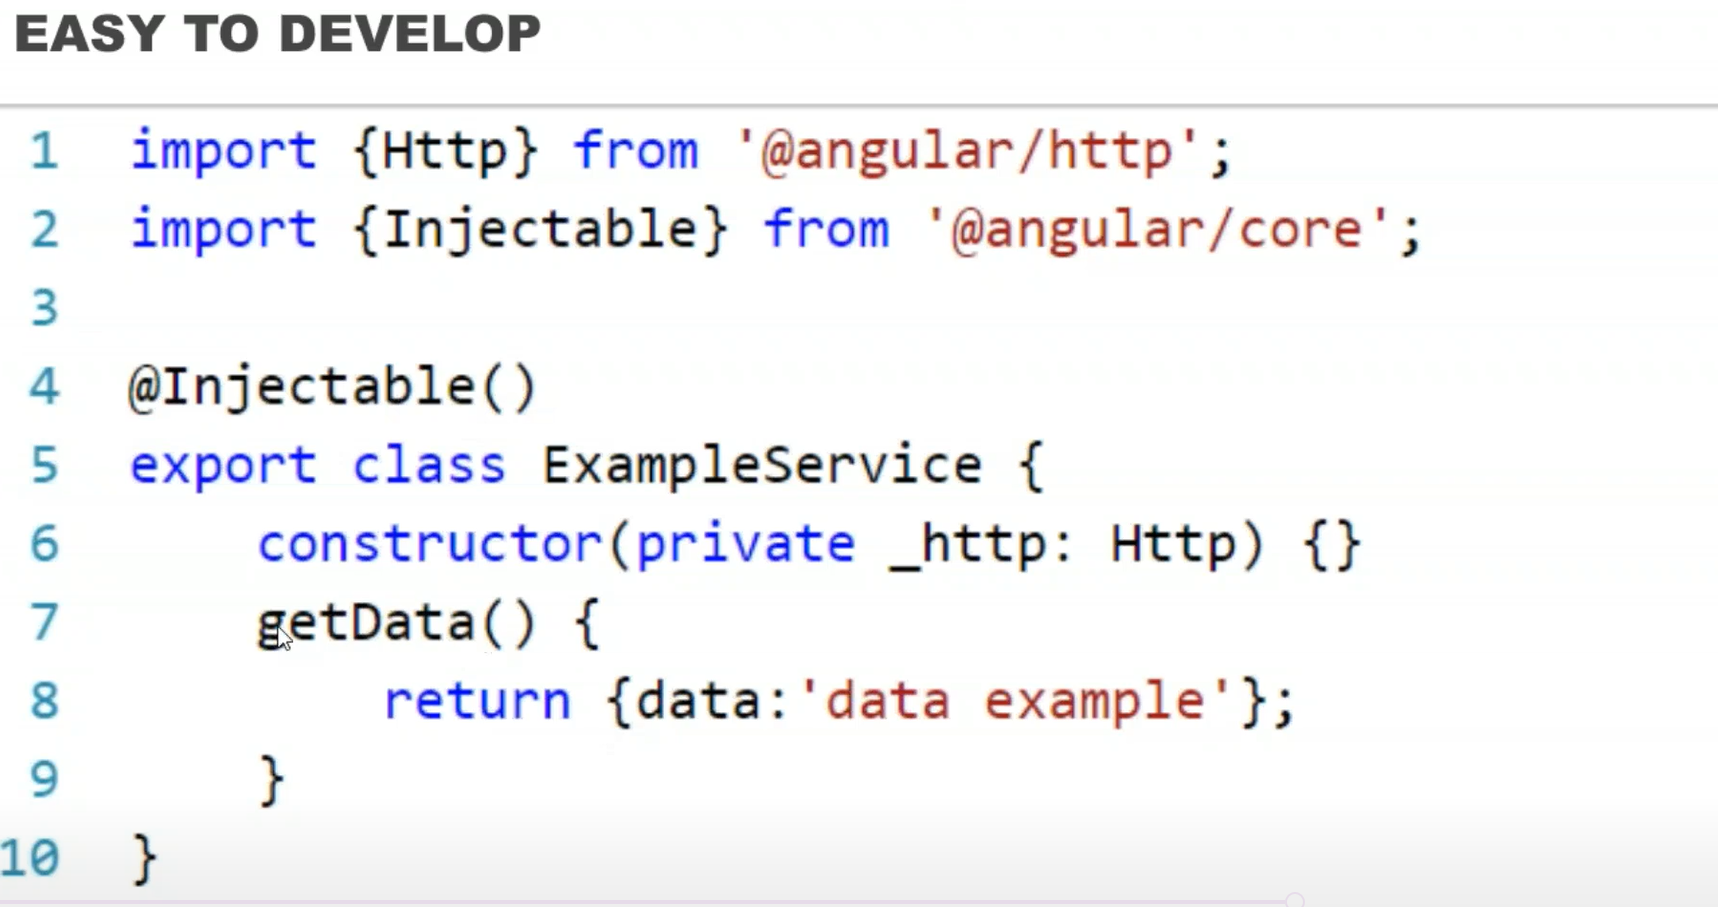 EASY TO DEVELOP
1 import {Http} from '@angular/http';
2 import {Injectable} from '@angular/core';
3
4 @Injectable()
5 export class ExampleService {
6     constructor(private _http: Http) {}
7     getData() {
8         return {data:'data example'};
9     }
10 }